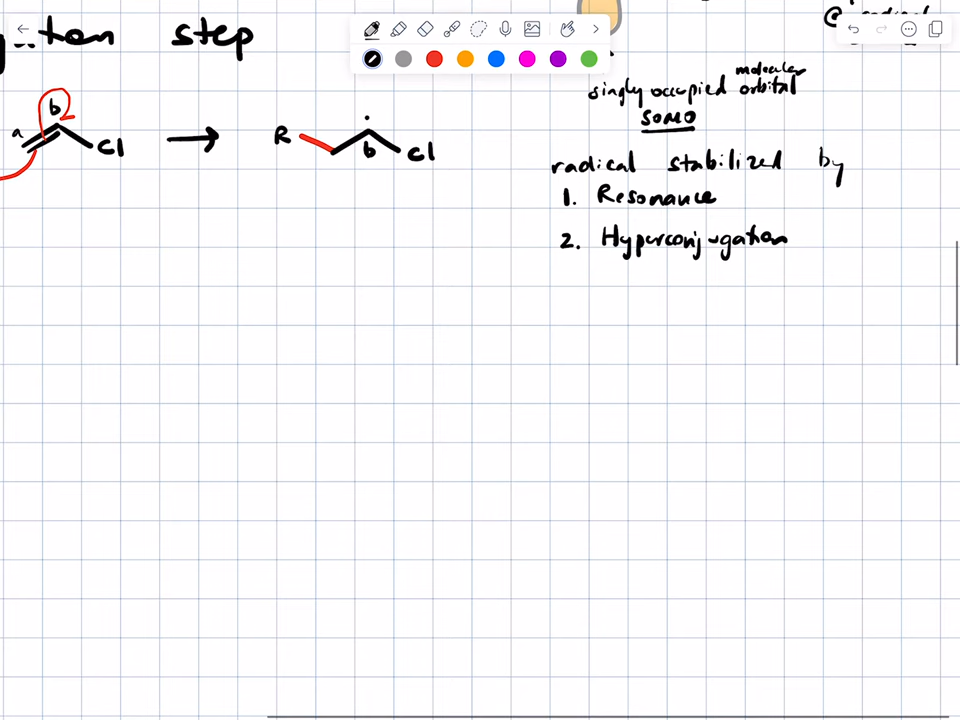 step
a b Cl → R b Cl
singly occupied molecular orbital
SOMO
radical stabilized by
1. Resonance
2. Hyperconjugation